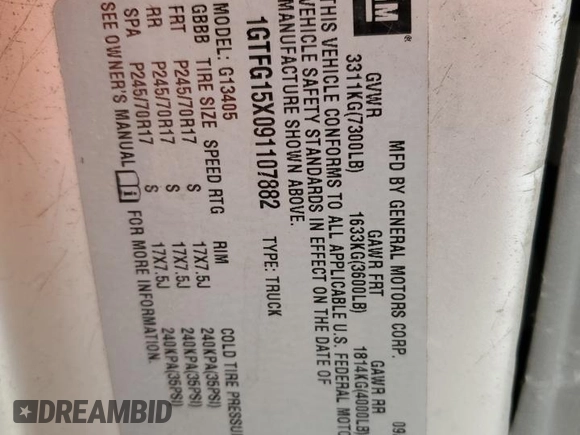 GM
MFD BY GENERAL MOTORS CORP. 09
GVWR GAWR FRT GAWR RR
3311KG(7300LB) 1633KG(3600LB) 1814KG(4000LB)
THIS VEHICLE CONFORMS TO ALL APPLICABLE U.S. FEDERAL MOTO
VEHICLE SAFETY STANDARDS IN EFFECT ON THE DATE OF
MANUFACTURE SHOWN ABOVE.
1GTFG15X091107882 TYPE: TRUCK
MODEL: G13405
GBBB TIRE SIZE SPEED RTG RIM COLD TIRE PRESSU
FRT P245/70R17 S 17X7.5J 240KPA(35PSI)
RR P245/70R17 S 17X7.5J 240KPA(35PSI)
SPA P245/70R17 S 17X7.5J 240KPA(35PSI)
SEE OWNER'S MANUAL i FOR MORE INFORMATION.
DREAMBID